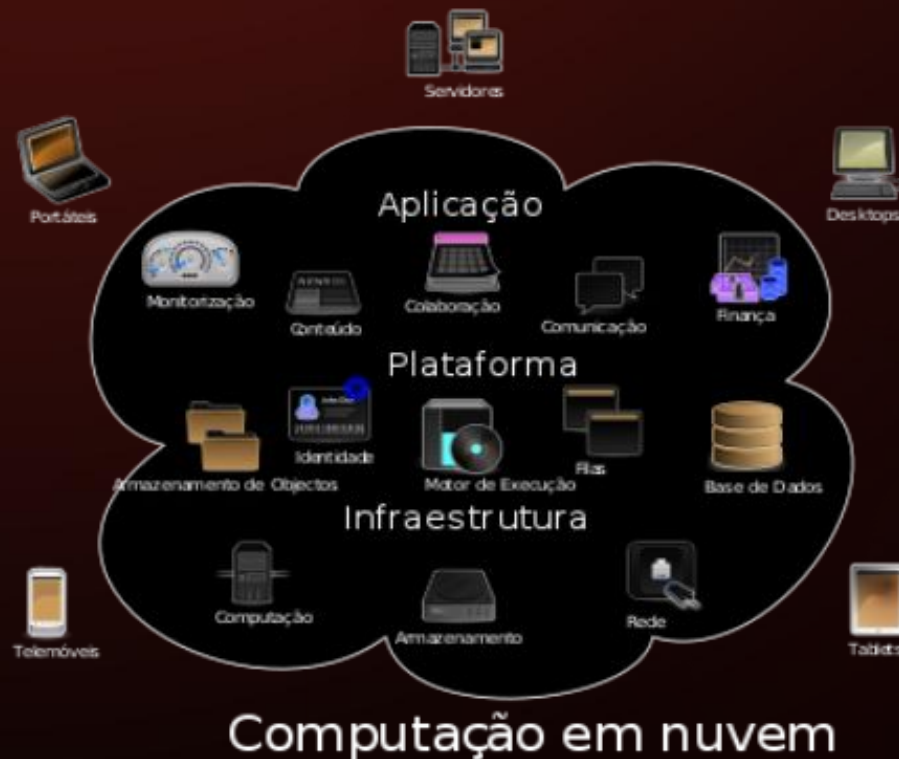 Servidores
Portáteis
Desktops
Aplicação
Monitorização
Conteúdo
Colaboração
Comunicação
Finança
Plataforma
Armazenamento de Objectos
Identidade
Motor de Execução
Filas
Base de Dados
Infraestrutura
Computação
Armazenamento
Rede
Telemóveis
Tablets
Computação em nuvem